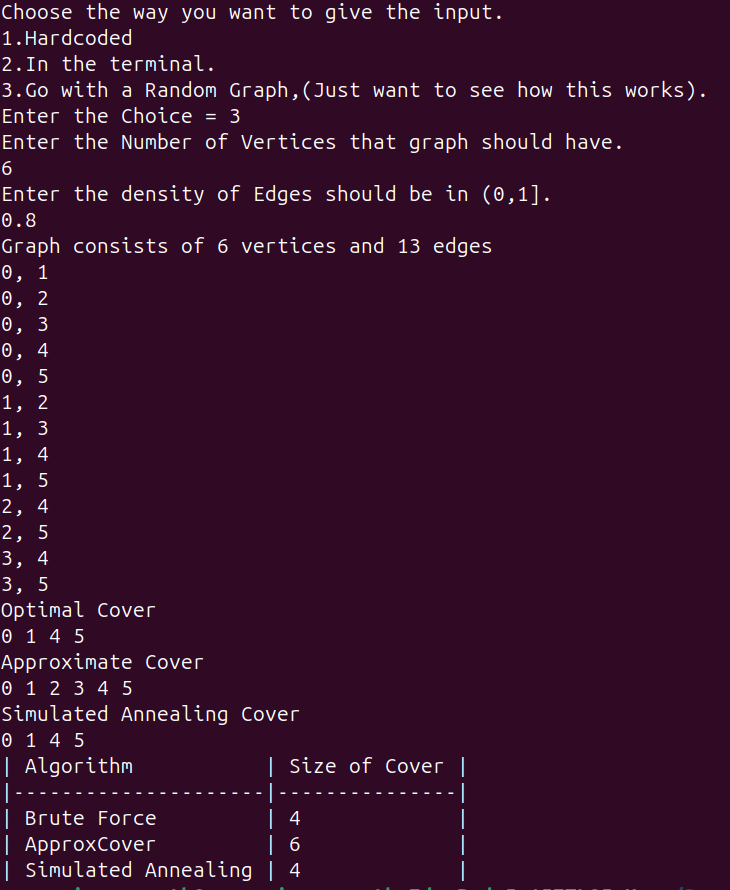 Choose the way you want to give the input.
1.Hardcoded
2.In the terminal.
3.Go with a Random Graph,(Just want to see how this works).
Enter the Choice = 3
Enter the Number of Vertices that graph should have.
6
Enter the density of Edges should be in (0,1].
0.8
Graph consists of 6 vertices and 13 edges
0, 1
0, 2
0, 3
0, 4
0, 5
1, 2
1, 3
1, 4
1, 5
2, 4
2, 5
3, 4
3, 5
Optimal Cover
0 1 4 5
Approximate Cover
0 1 2 3 4 5
Simulated Annealing Cover
0 1 4 5
| Algorithm           | Size of Cover |
|---------------------|---------------|
| Brute Force         | 4             |
| ApproxCover         | 6             |
| Simulated Annealing | 4             |